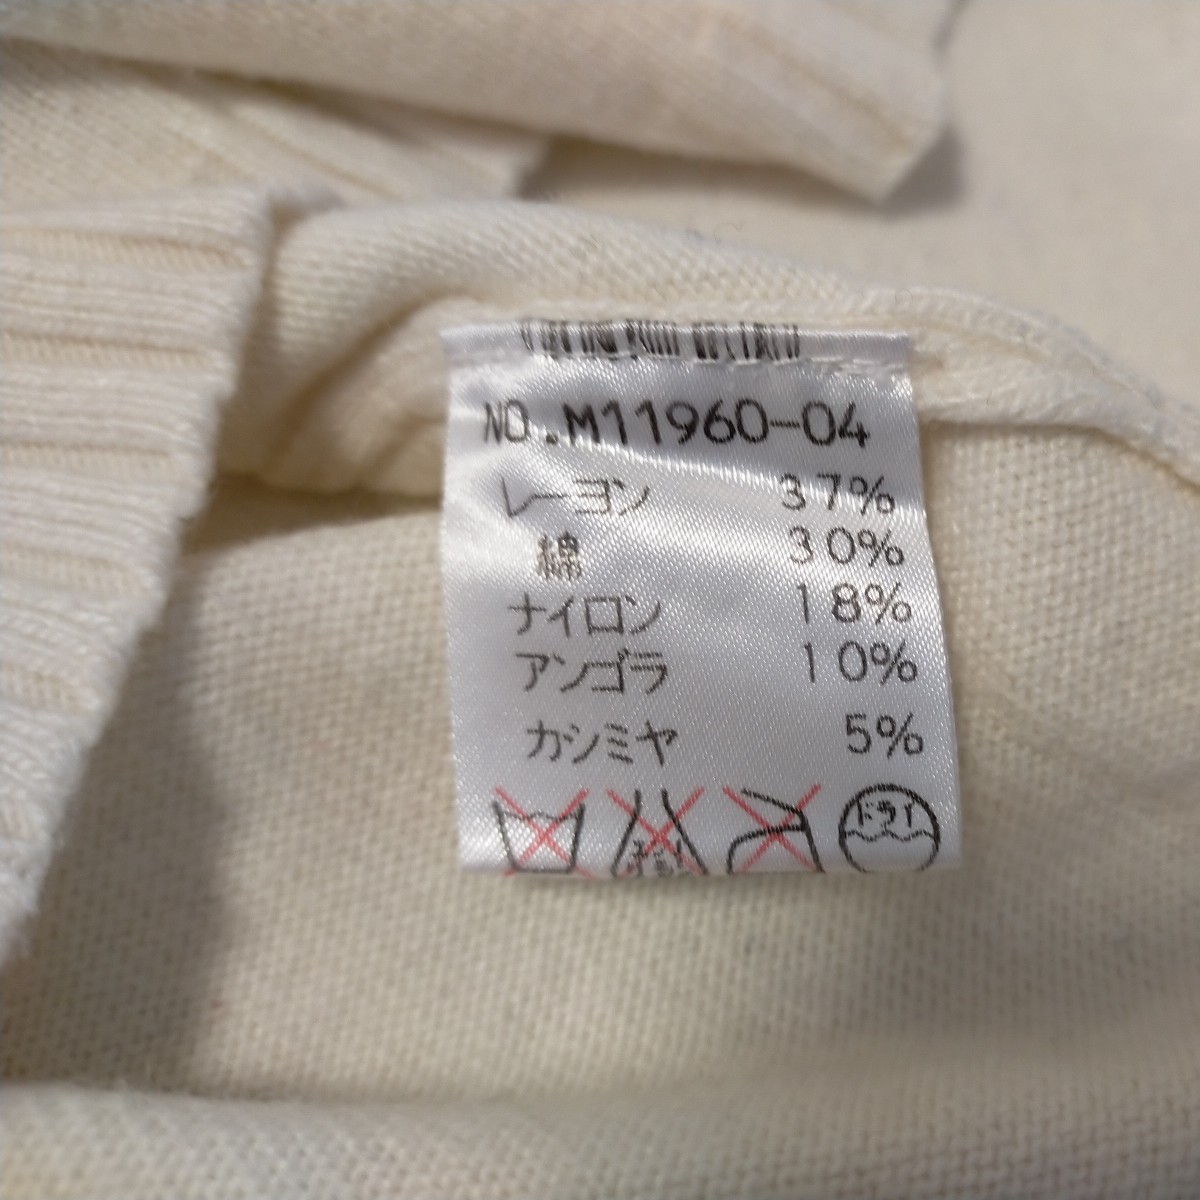 NO.M11960-04
レーヨン 37%
綿 30%
ナイロン 18%
アンゴラ 10%
カシミヤ 5%
ドライ